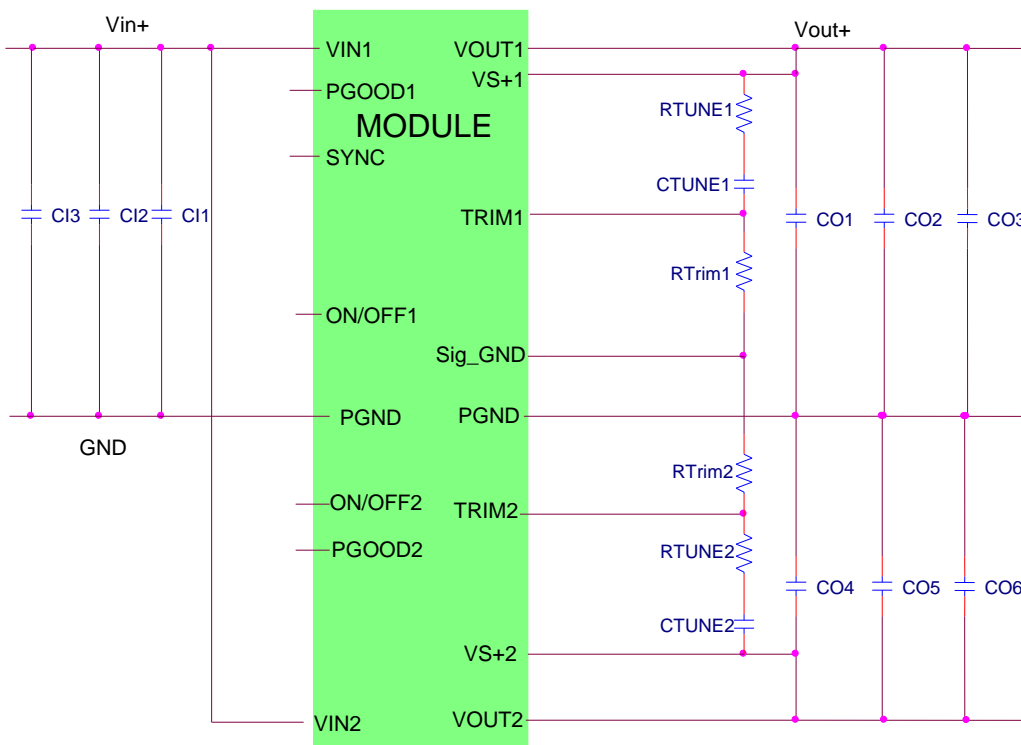 Vin+
Vout+
VIN1
VOUT1
VS+1
PGOOD1
RTUNE1
MODULE
SYNC
CTUNE1
CI3
CI2
CI1
TRIM1
CO1
CO2
CO3
RTrim1
ON/OFF1
Sig_GND
PGND
PGND
GND
RTrim2
ON/OFF2
TRIM2
PGOOD2
RTUNE2
CO4
CO5
CO6
CTUNE2
VS+2
VIN2
VOUT2